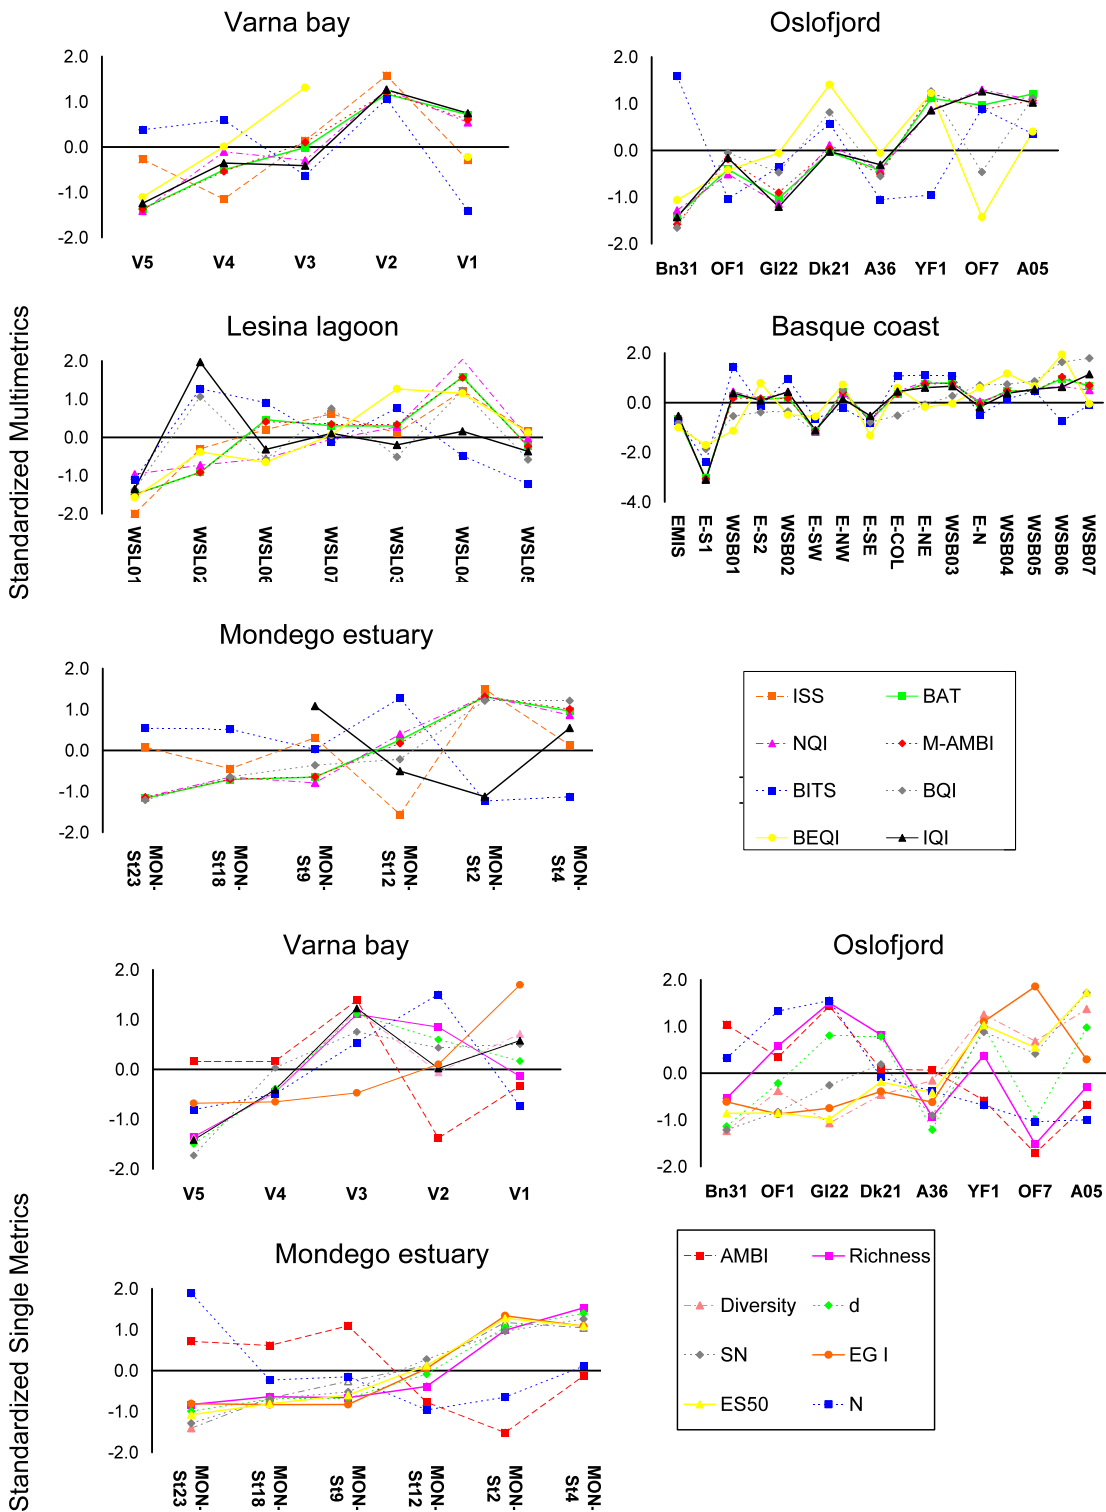 Varna bay
Oslofjord
2.0
1.0
0.0
-1.0
-2.0
V5 V4 V3 V2 V1
2.0
1.0
0.0
-1.0
-2.0
Bn31 OF1 GI22 Dk21 A36 YF1 OF7 A05
Standardized Multimetrics
Lesina lagoon
Basque coast
2.0
1.0
0.0
-1.0
-2.0
WSL01 WSL02 WSL06 WSL07 WSL03 WSL04 WSL05
2.0
0.0
-2.0
-4.0
EMIS E-S1 WSB01 E-S2 WSB02 E-SW E-NW E-SE E-COL E-NE WSB03 E-N WSB04 WSB05 WSB06 WSB07
Mondego estuary
2.0
1.0
0.0
-1.0
-2.0
MON-St23 MON-St18 MON-St9 MON-St12 MON-St2 MON-St4
ISS BAT
NQI M-AMBI
BITS BQI
BEQI IQI
Varna bay
Oslofjord
2.0
1.0
0.0
-1.0
-2.0
V5 V4 V3 V2 V1
2.0
1.0
0.0
-1.0
-2.0
Bn31 OF1 GI22 Dk21 A36 YF1 OF7 A05
Standardized Single Metrics
Mondego estuary
2.0
1.0
0.0
-1.0
-2.0
MON-St23 MON-St18 MON-St9 MON-St12 MON-St2 MON-St4
AMBI Richness
Diversity d
SN EG I
ES50 N